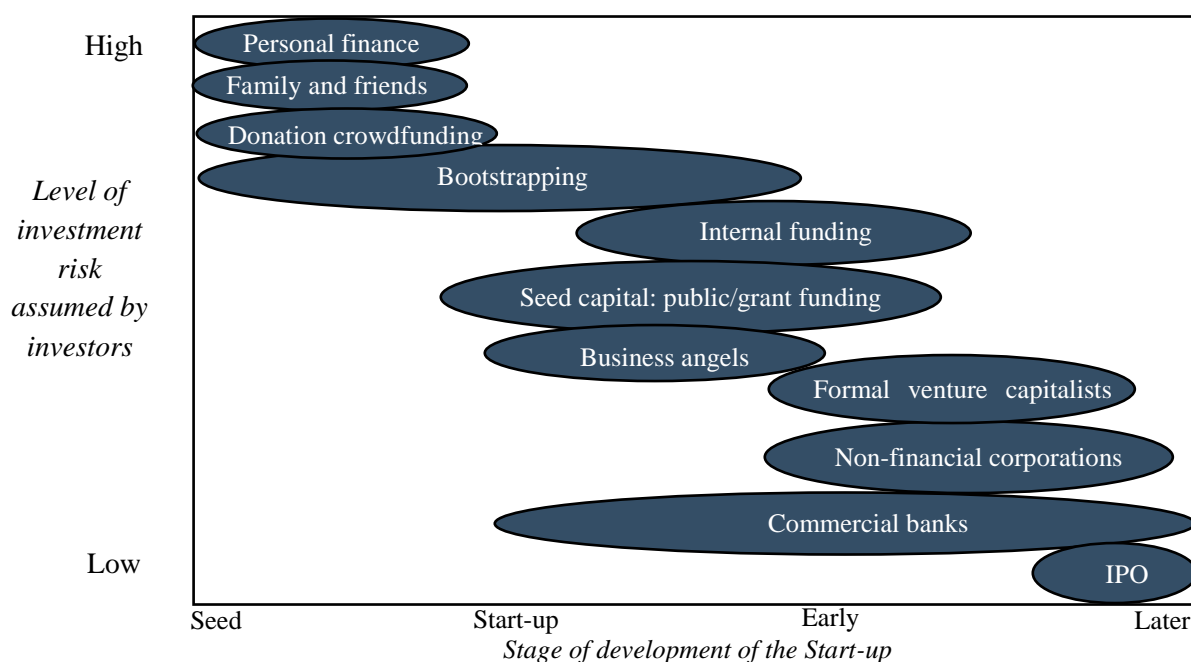 High
Personal finance
Family and friends
Donation crowdfunding
Bootstrapping
Level of
investment
risk
assumed by
investors
Internal funding
Seed capital: public/grant funding
Business angels
Formal venture capitalists
Non-financial corporations
Commercial banks
Low
IPO
Seed
Start-up
Early
Later
Stage of development of the Start-up